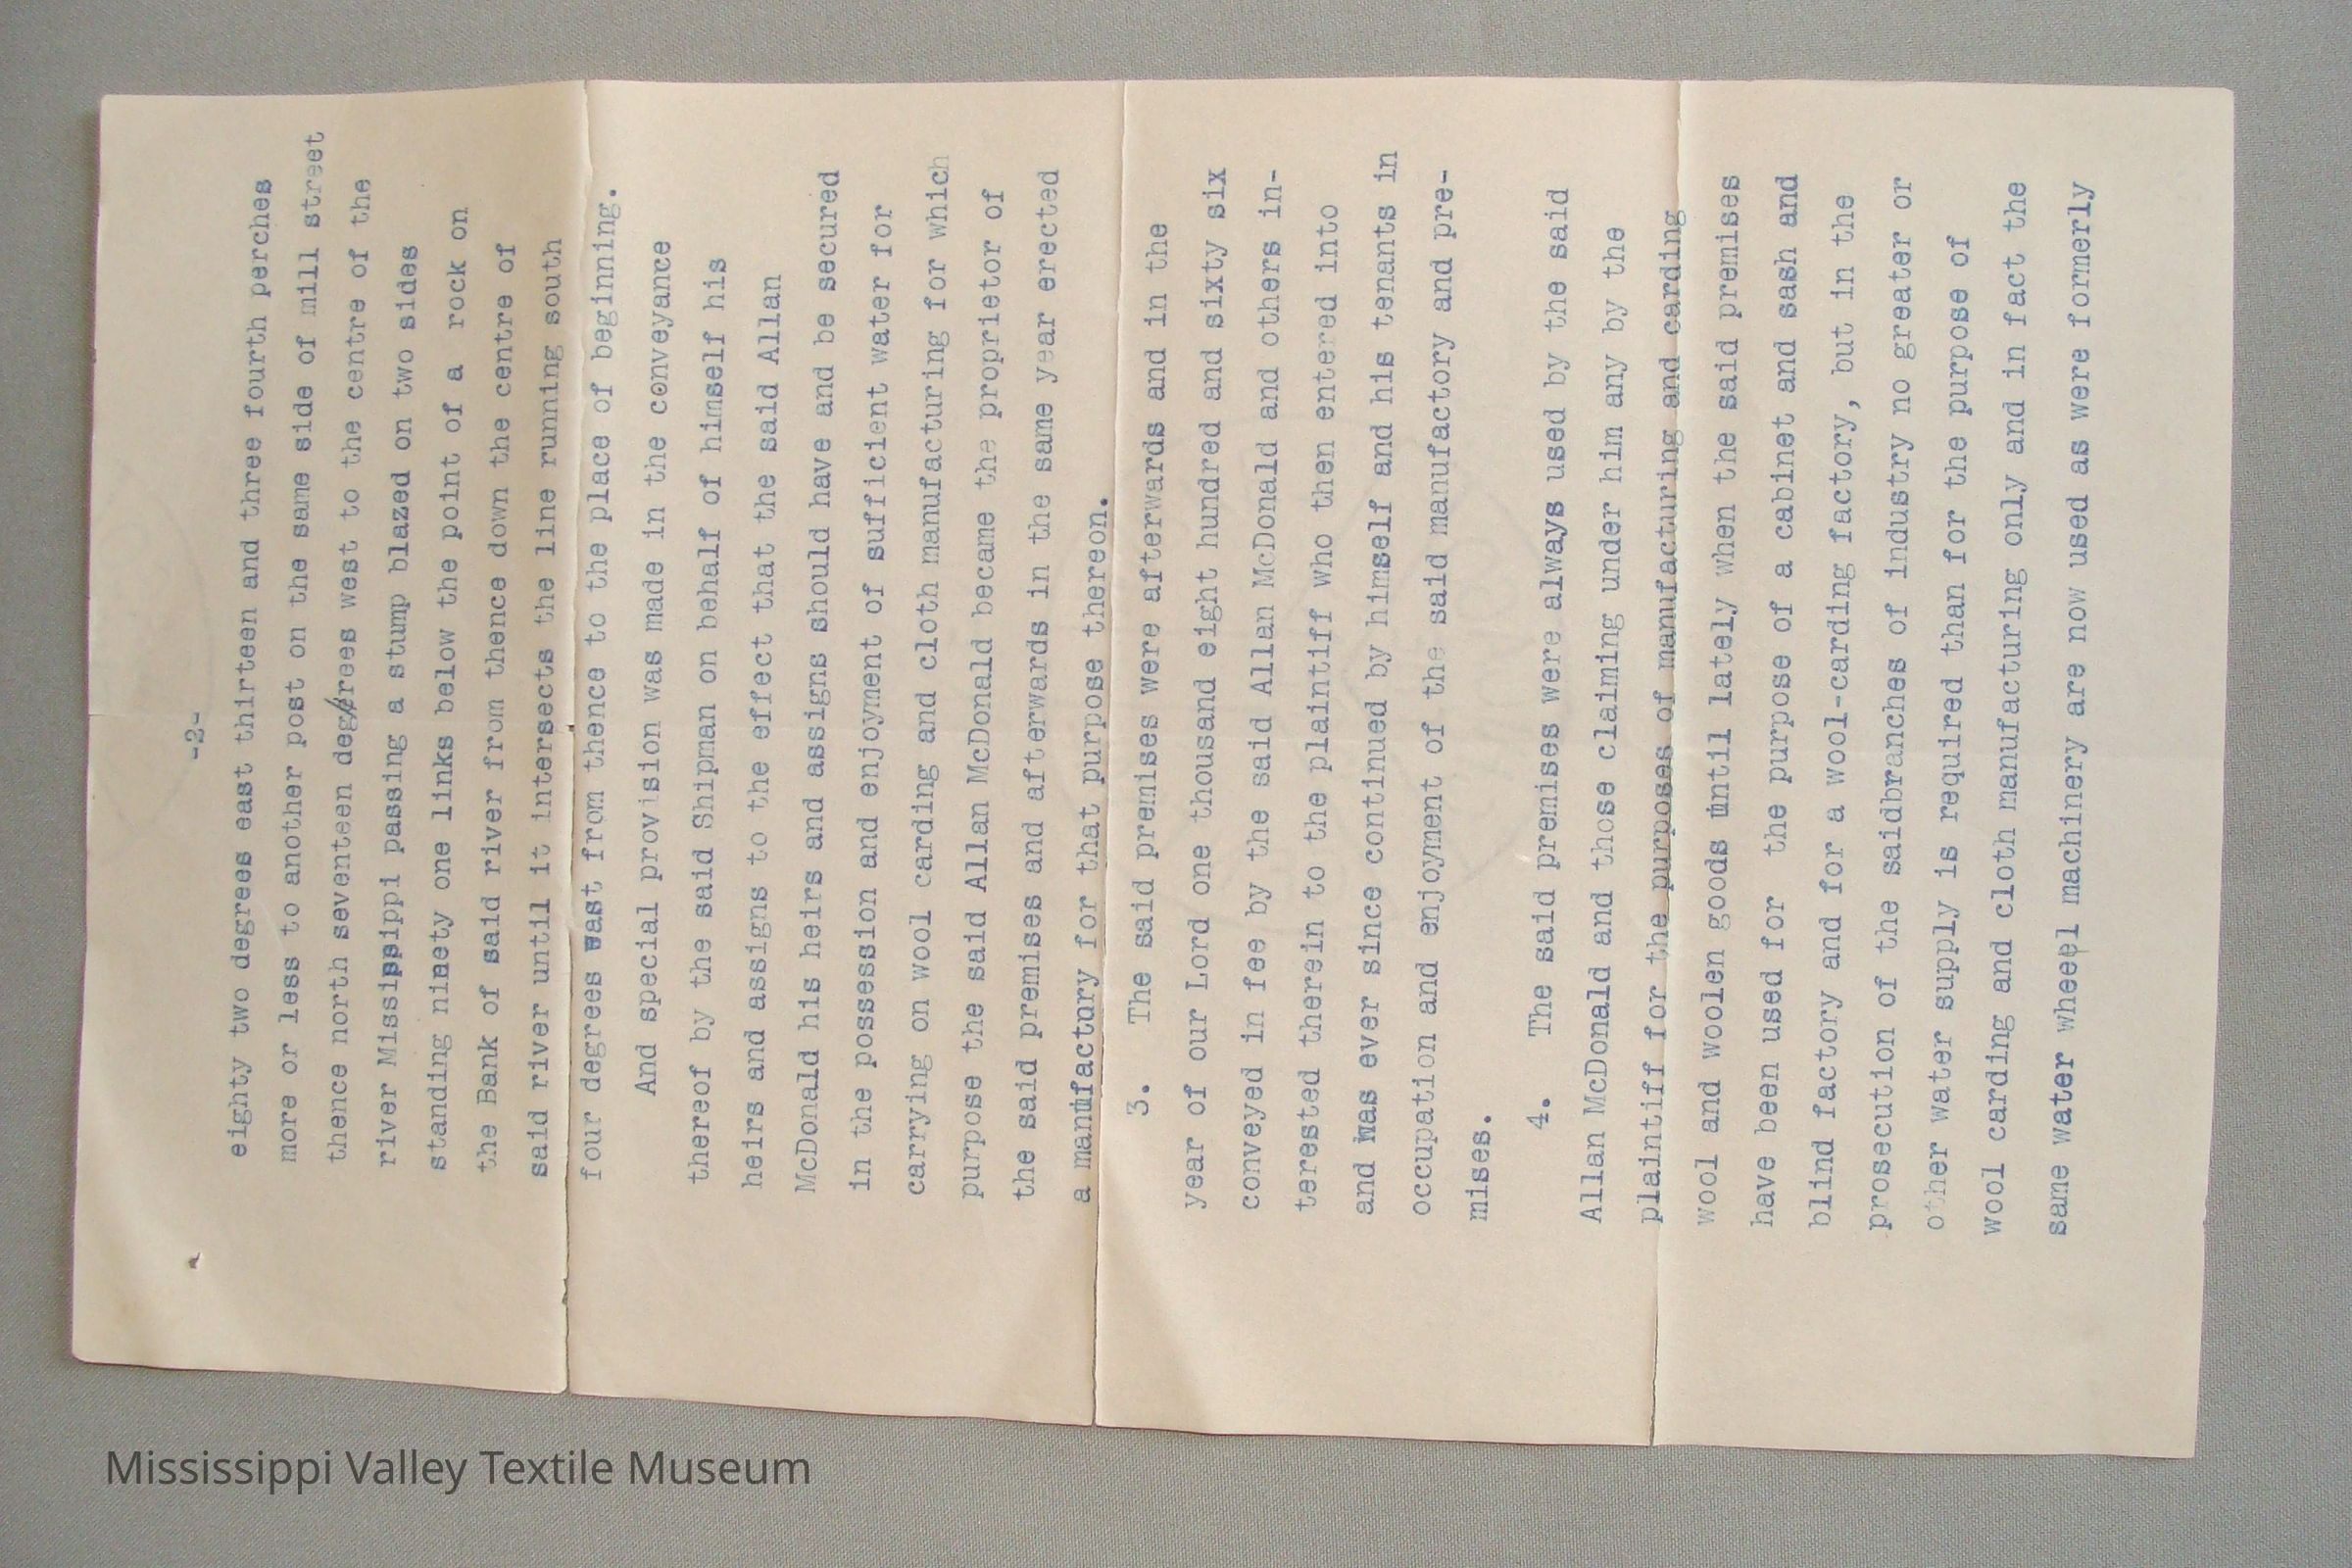 -2-
eighty two degrees east thirteen and three fourth perches
more or less to another post on the same side of mill street
thence north seventeen degrees west to the centre of the
river Mississippi passing a stump blazed on two sides
standing ninety one links below the point of a rock on
the Bank of said river from thence down the centre of
said river until it intersects the line running south
four degrees wast from thence to the place of beginning.
And special provision was made in the conveyance
thereof by the said Shipman on behalf of himself his
heirs and assigns to the effect that the said Allan
McDonald his heirs and assigns should have and be secured
in the possession and enjoyment of sufficient water for
carrying on wool carding and cloth manufacturing for which
purpose the said Allan McDonald became the proprietor of
the said premises and afterwards in the same year erected
a manufactury for that purpose thereon.
3. The said premises were afterwards and in the
year of our Lord one thousand eight hundred and sixty six
conveyed in fee by the said Allan McDonald and others in-
terested therein to the plaintiff who then entered into
and has ever since continued by himself and his tenants in
occupation and enjoyment of the said manufactory and pre-
mises.
4. The said premises were always used by the said
Allan McDonald and those claiming under him any by the
plaintiff for the purposes of manufacturing and carding
wool and woolen goods until lately when the said premises
have been used for the purpose of a cabinet and sash and
blind factory and for a wool-carding factory, but in the
prosecution of the saidbranches of industry no greater or
other water supply is required than for the purpose of
wool carding and cloth manufacturing only and in fact the
same water wheel machinery are now used as were formerly
Mississippi Valley Textile Museum